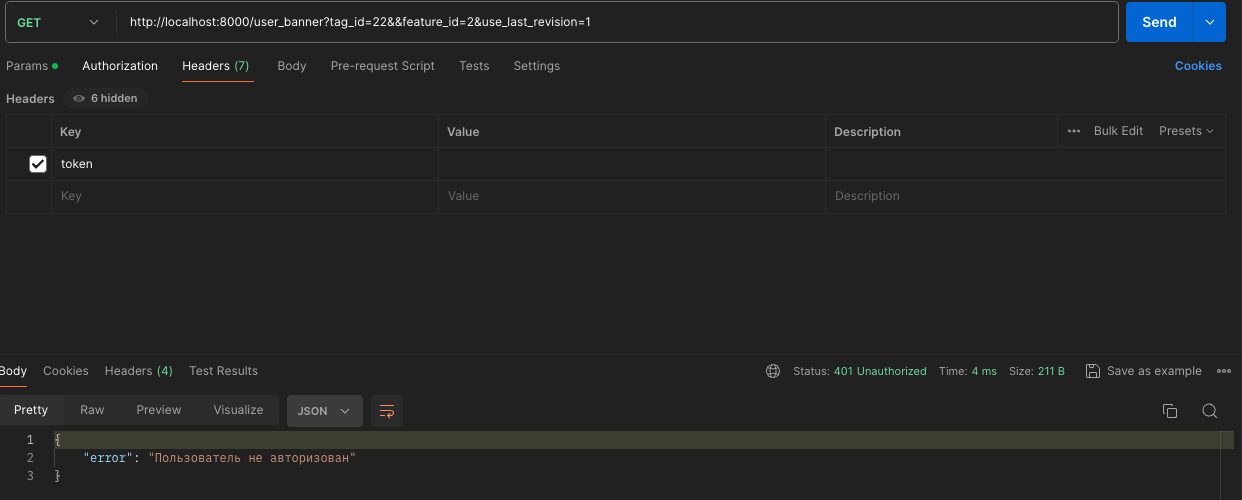 GET http://localhost:8000/user_banner?tag_id=22&&feature_id=2&use_last_revision=1 Send
Params Authorization Headers (7) Body Pre-request Script Tests Settings Cookies
Headers 6 hidden
Key Value Description ••• Bulk Edit Presets
token
Key Value Description
Body Cookies Headers (4) Test Results Status: 401 Unauthorized Time: 4 ms Size: 211 B Save as example •••
Pretty Raw Preview Visualize JSON
1 {
2 "error": "Пользователь не авторизован"
3 }